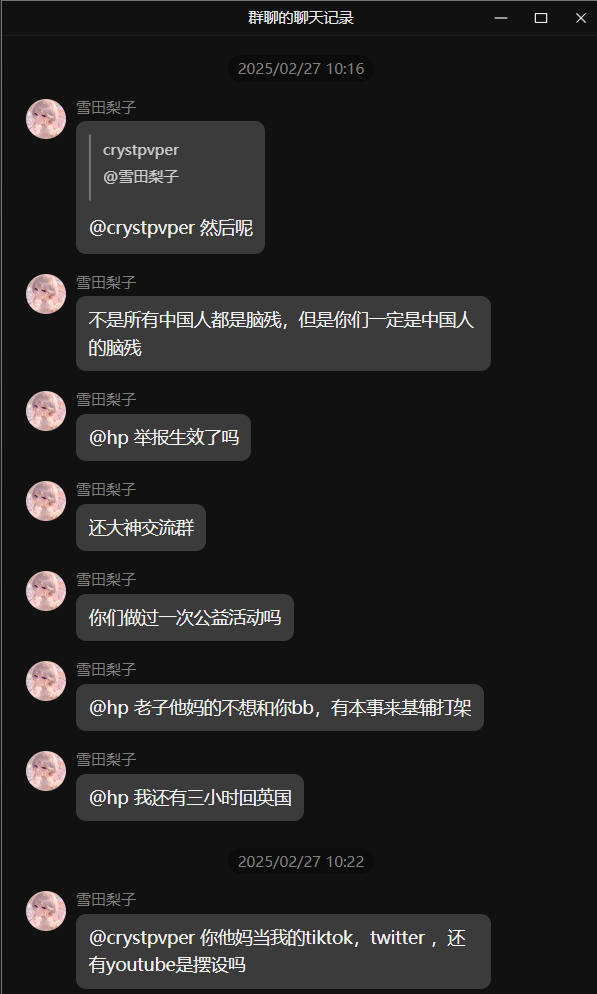 群聊的聊天记录
2025/02/27 10:16
雪田梨子
crystpvper
@雪田梨子
@crystpvper 然后呢
雪田梨子
不是所有中国人都是脑残，但是你们一定是中国人
的脑残
雪田梨子
@hp 举报生效了吗
雪田梨子
还大神交流群
雪田梨子
你们做过一次公益活动吗
雪田梨子
@hp 老子他妈的不想和你bb，有本事来基辅打架
雪田梨子
@hp 我还有三小时回英国
2025/02/27 10:22
雪田梨子
@crystpvper 你他妈当我的tiktok，twitter ，还
有youtube是摆设吗